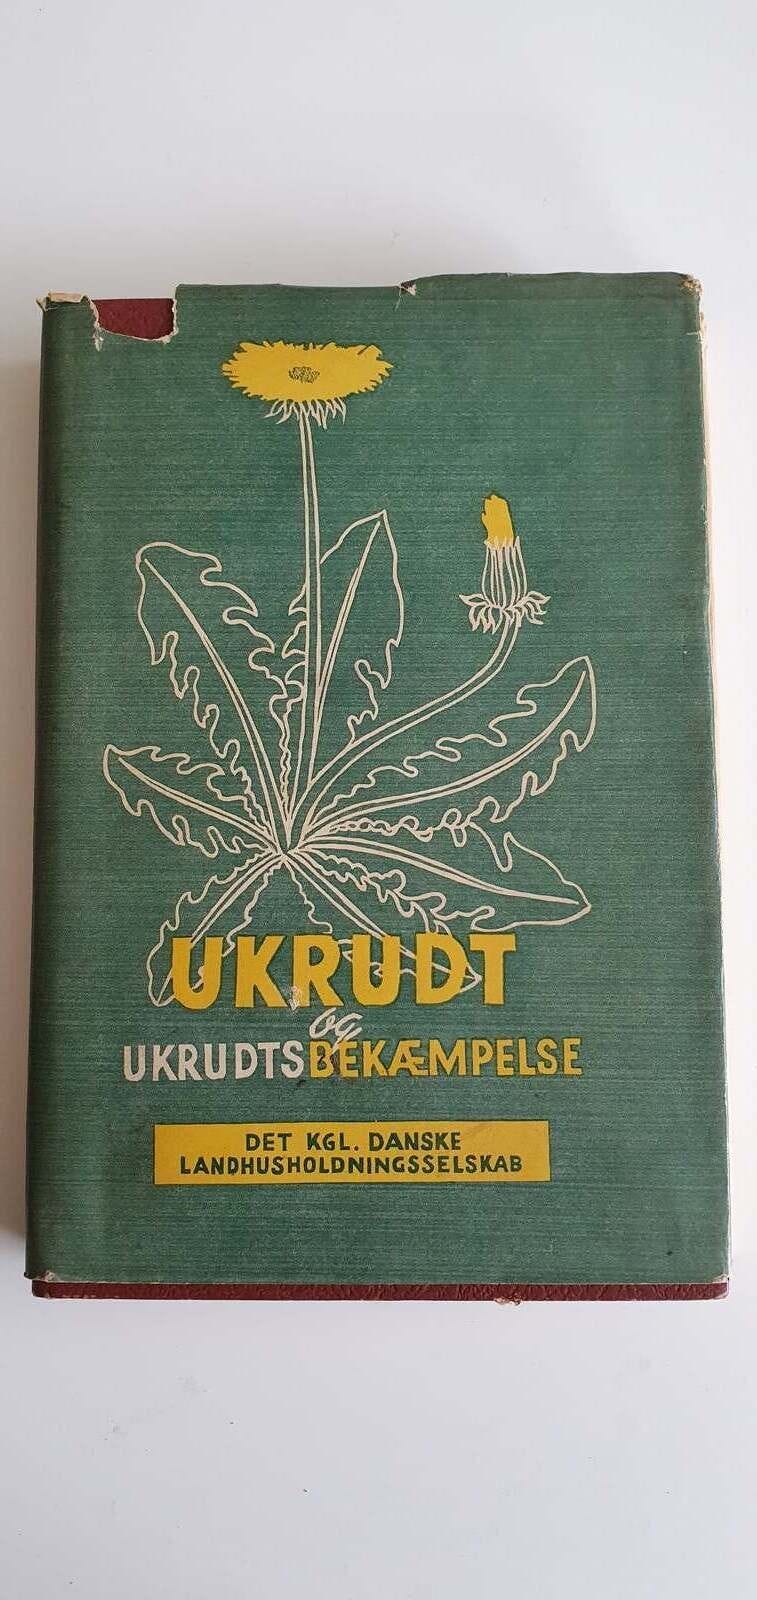 UKRUDT
og
UKRUDTSBEKÆMPELSE
DET KGL. DANSKE
LANDHUSHOLDNINGSSELSKAB